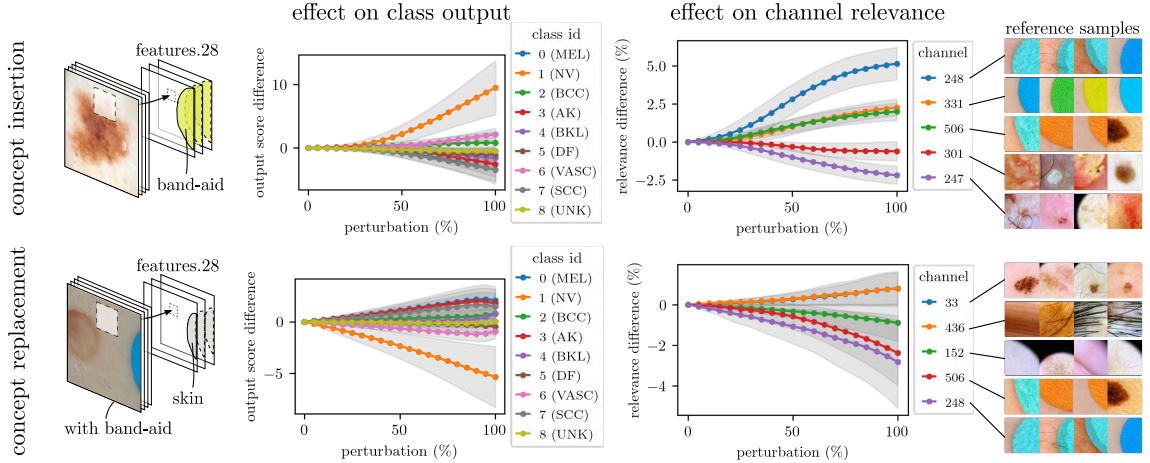 effect on class output
effect on channel relevance
reference samples
concept insertion
features.28
band-aid
output score difference
10
0
0
50
100
perturbation (%)
class id
0 (MEL)
1 (NV)
2 (BCC)
3 (AK)
4 (BKL)
5 (DF)
6 (VASC)
7 (SCC)
8 (UNK)
relevance difference (%)
5.0
2.5
0.0
−2.5
0
50
100
perturbation (%)
channel
248
331
506
301
247
concept replacement
features.28
skin
with band-aid
output score difference
0
−5
0
50
100
perturbation (%)
class id
0 (MEL)
1 (NV)
2 (BCC)
3 (AK)
4 (BKL)
5 (DF)
6 (VASC)
7 (SCC)
8 (UNK)
relevance difference (%)
0
−2
−4
0
50
100
perturbation (%)
channel
33
436
152
506
248